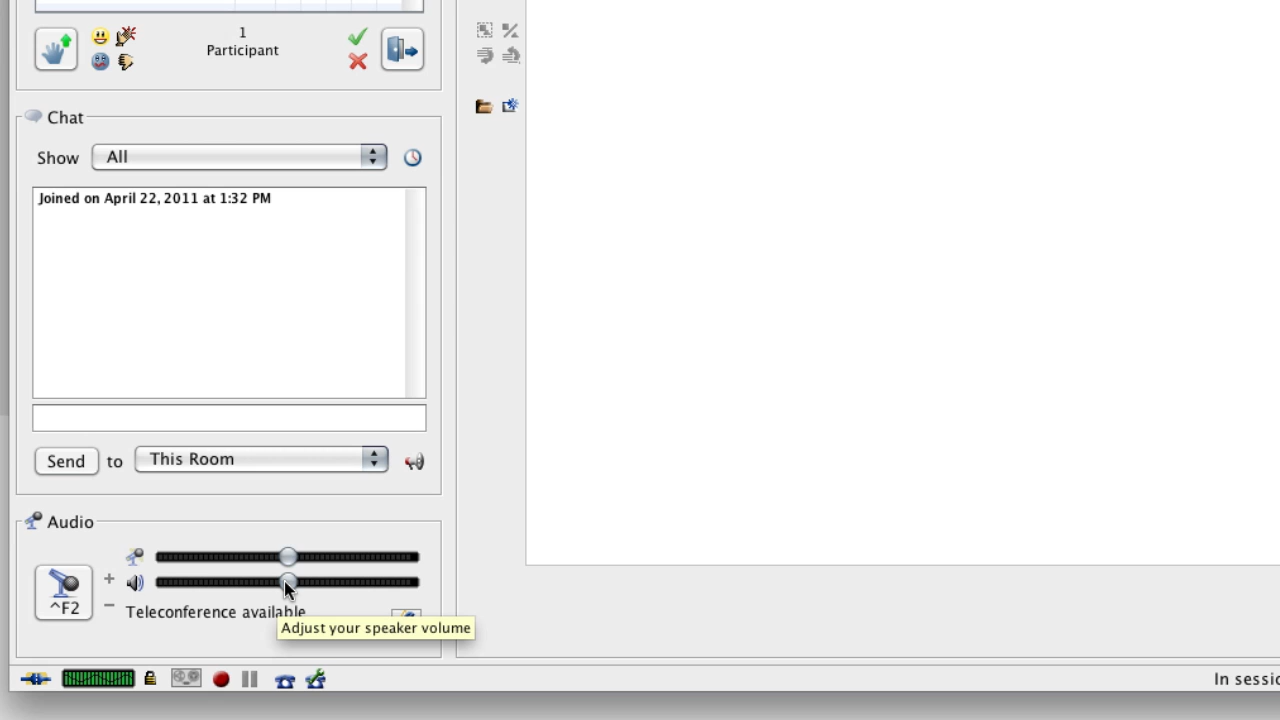 1
Participant
Chat
Show All
Joined on April 22, 2011 at 1:32 PM
Send to This Room
Audio
^F2
+
−
Teleconference available
Adjust your speaker volume
In sessio